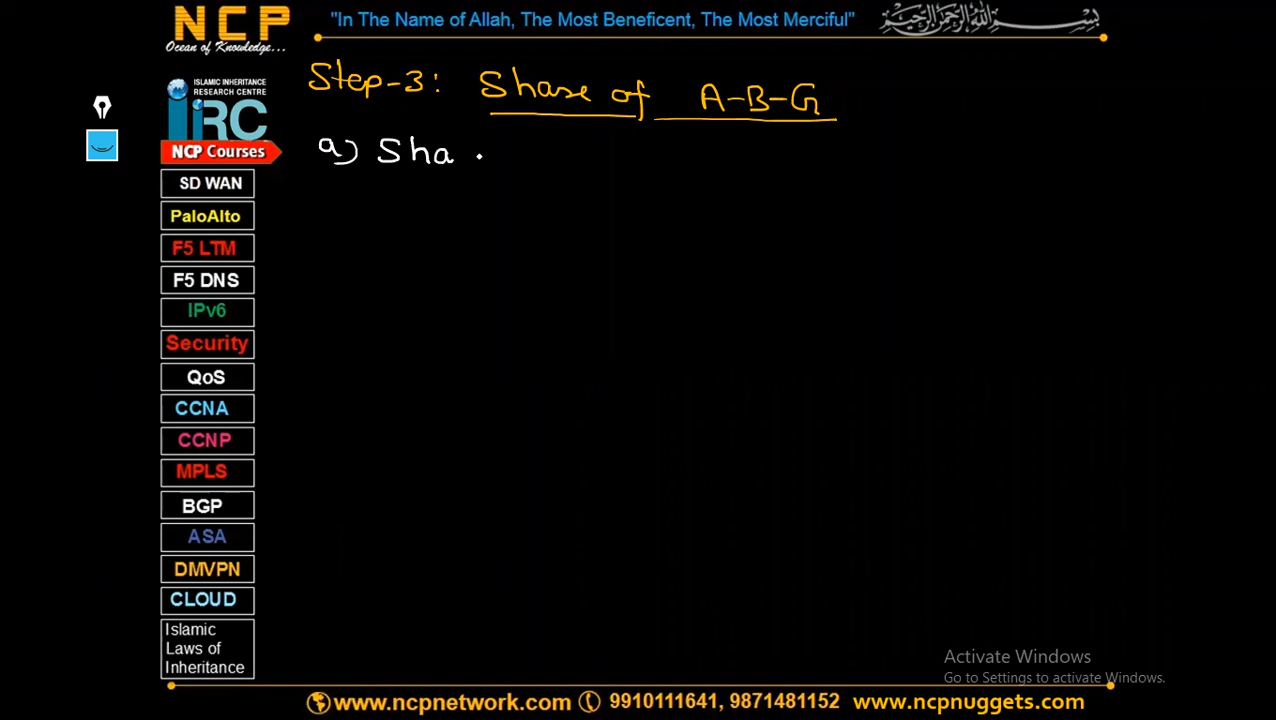 NCP
Ocean of Knowledge...
"In The Name of Allah, The Most Beneficent, The Most Merciful"
بسم الله الرحمن الرحيم
ISLAMIC INHERITANCE
RESEARCH CENTRE
IIRC
NCP Courses
Step-3: Share of A-B-G
a) Sha
SD WAN
PaloAlto
F5 LTM
F5 DNS
IPv6
Security
QoS
CCNA
CCNP
MPLS
BGP
ASA
DMVPN
CLOUD
Islamic
Laws of
Inheritance
Activate Windows
Go to Settings to activate Windows.
www.ncpnetwork.com 9910111641, 9871481152 www.ncpnuggets.com